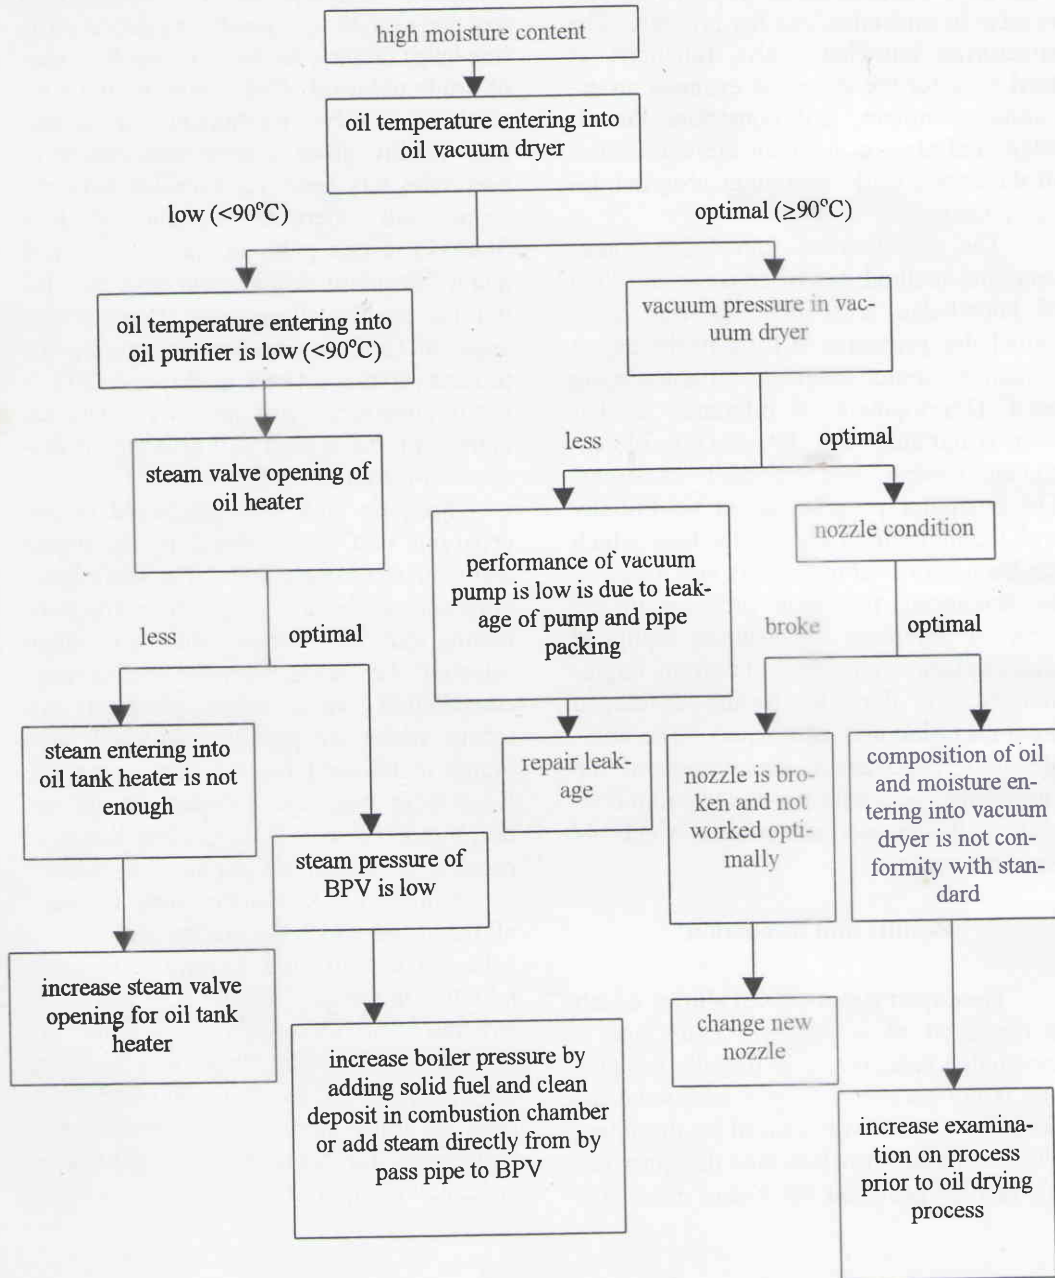 high moisture content
oil temperature entering into
oil vacuum dryer
low (<90°C)
optimal (≥90°C)
oil temperature entering into
oil purifier is low (<90°C)
vacuum pressure in vac-
uum dryer
less
optimal
steam valve opening of
oil heater
performance of vacuum
pump is low is due to leak-
age of pump and pipe
packing
nozzle condition
less
optimal
broke
optimal
steam entering into
oil tank heater is not
enough
steam pressure of
BPV is low
repair leak-
age
nozzle is bro-
ken and not
worked opti-
mally
composition of oil
and moisture en-
tering into vacuum
dryer is not con-
formity with stan-
dard
increase steam valve
opening for oil tank
heater
increase boiler pressure by
adding solid fuel and clean
deposit in combustion chamber
or add steam directly from by
pass pipe to BPV
change new
nozzle
increase examina-
tion on process
prior to oil drying
process